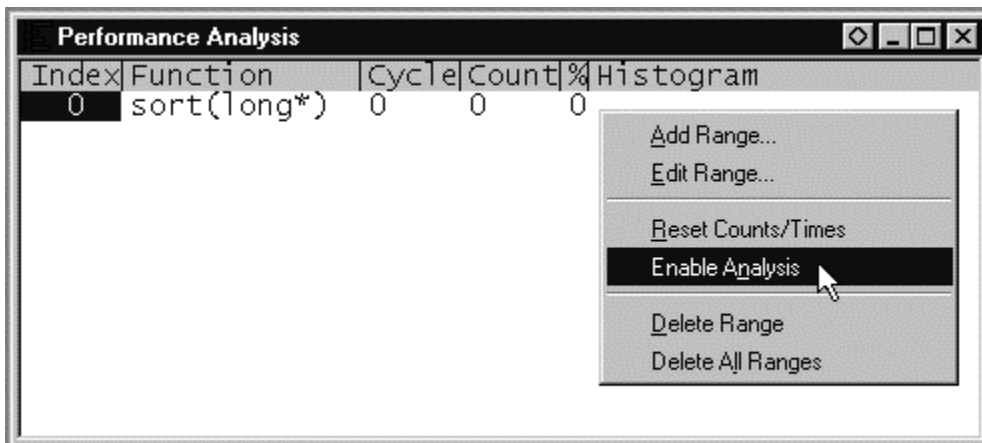 Performance Analysis
Index Function Cycle Count % Histogram
0 sort(long*) 0 0 0
Add Range...
Edit Range...
Reset Counts/Times
Enable Analysis
Delete Range
Delete All Ranges